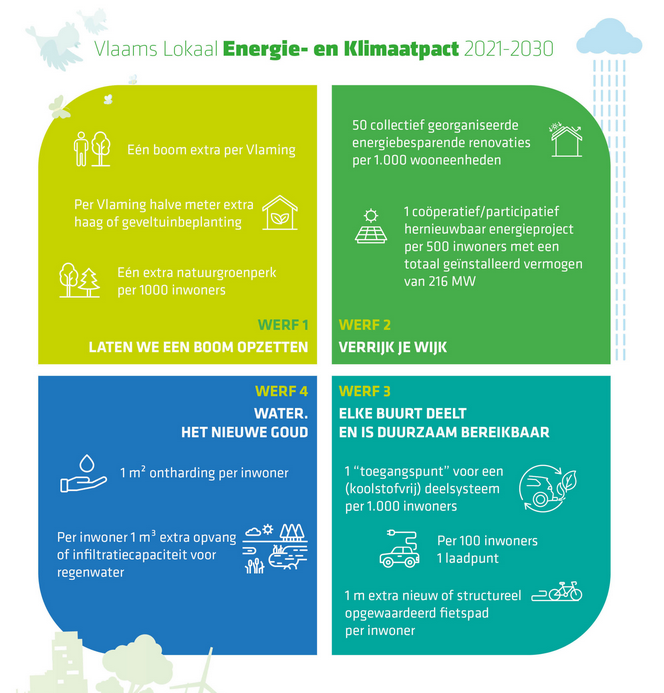 Vlaams Lokaal Energie- en Klimaatpact 2021-2030
Eén boom extra per Vlaming
Per Vlaming halve meter extra
haag of geveltuinbeplanting
Eén extra natuurgroenperk
per 1000 inwoners
WERF 1
LATEN WE EEN BOOM OPZETTEN
50 collectief georganiseerde
energiebesparende renovaties
per 1.000 wooneenheden
1 coöperatief/participatief
hernieuwbaar energieproject
per 500 inwoners met een
totaal geïnstalleerd vermogen
van 216 MW
WERF 2
VERRIJK JE WIJK
WERF 4
WATER.
HET NIEUWE GOUD
1 m² ontharding per inwoner
Per inwoner 1 m³ extra opvang
of infiltratiecapaciteit voor
regenwater
WERF 3
ELKE BUURT DEELT
EN IS DUURZAAM BEREIKBAAR
1 “toegangspunt” voor een
(koolstofvrij) deelsysteem
per 1.000 inwoners
Per 100 inwoners
1 laadpunt
1 m extra nieuw of structureel
opgewaardeerd fietspad
per inwoner